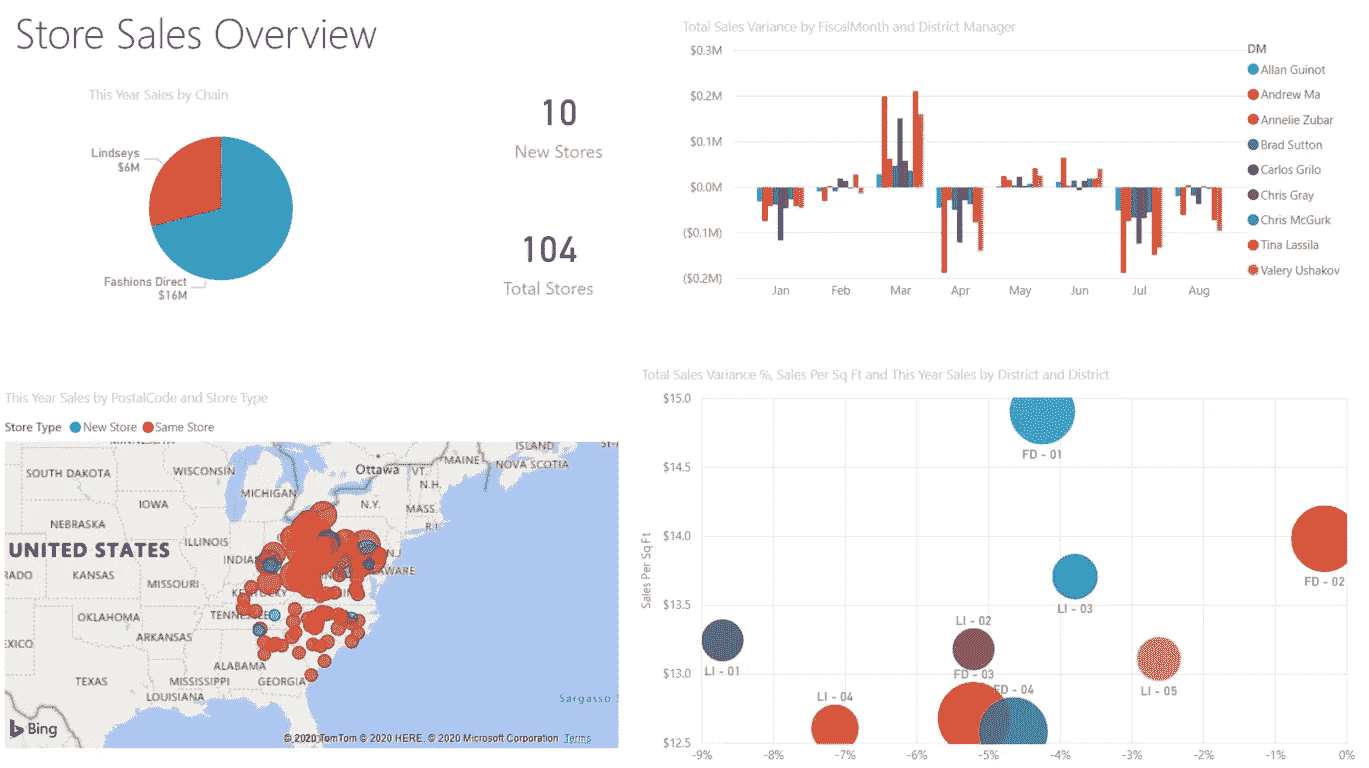 Store Sales Overview
This Year Sales by Chain
Lindseys
$6M
Fashions Direct
$16M
10
New Stores
104
Total Stores
Total Sales Variance by FiscalMonth and District Manager
$0.3M
$0.2M
$0.1M
$0.0M
($0.1M)
($0.2M)
Jan Feb Mar Apr May Jun Jul Aug
DM
Allan Guinot
Andrew Ma
Annelie Zubar
Brad Sutton
Carlos Grilo
Chris Gray
Chris McGurk
Tina Lassila
Valery Ushakov
This Year Sales by PostalCode and Store Type
Store Type New Store Same Store
MINNESOTA
ISLAND
ST-
SOUTH DAKOTA
WISCONSIN
Ottawa
MAINE
NOVA SCOTIA
VT.
MICHIGAN
N.H.
IOWA
N.Y.
MASS.
NEBRASKA
R.I.
ILLINOIS
UNITED STATES
INDIA
N.J
RADO
KANSAS
MISSOURI
AWARE
KENTUCKY
OKLAHOMA
TENNESSEE
EXICO
ARKANSAS
ALABAMA
TEXAS
MISSISSIPPI
GEORGIA
LOUISIANA
Sargasso S
Bing
© 2020 TomTom © 2020 HERE, © 2020 Microsoft Corporation Terms
Total Sales Variance %, Sales Per Sq Ft and This Year Sales by District and District
Sales Per Sq Ft
$15.0
$14.5
$14.0
$13.5
$13.0
$12.5
FD - 01
FD - 02
LI - 03
LI - 02
LI - 01
FD - 03
FD - 04
LI - 05
LI - 04
-9% -8% -7% -6% -5% -4% -3% -2% -1% 0%